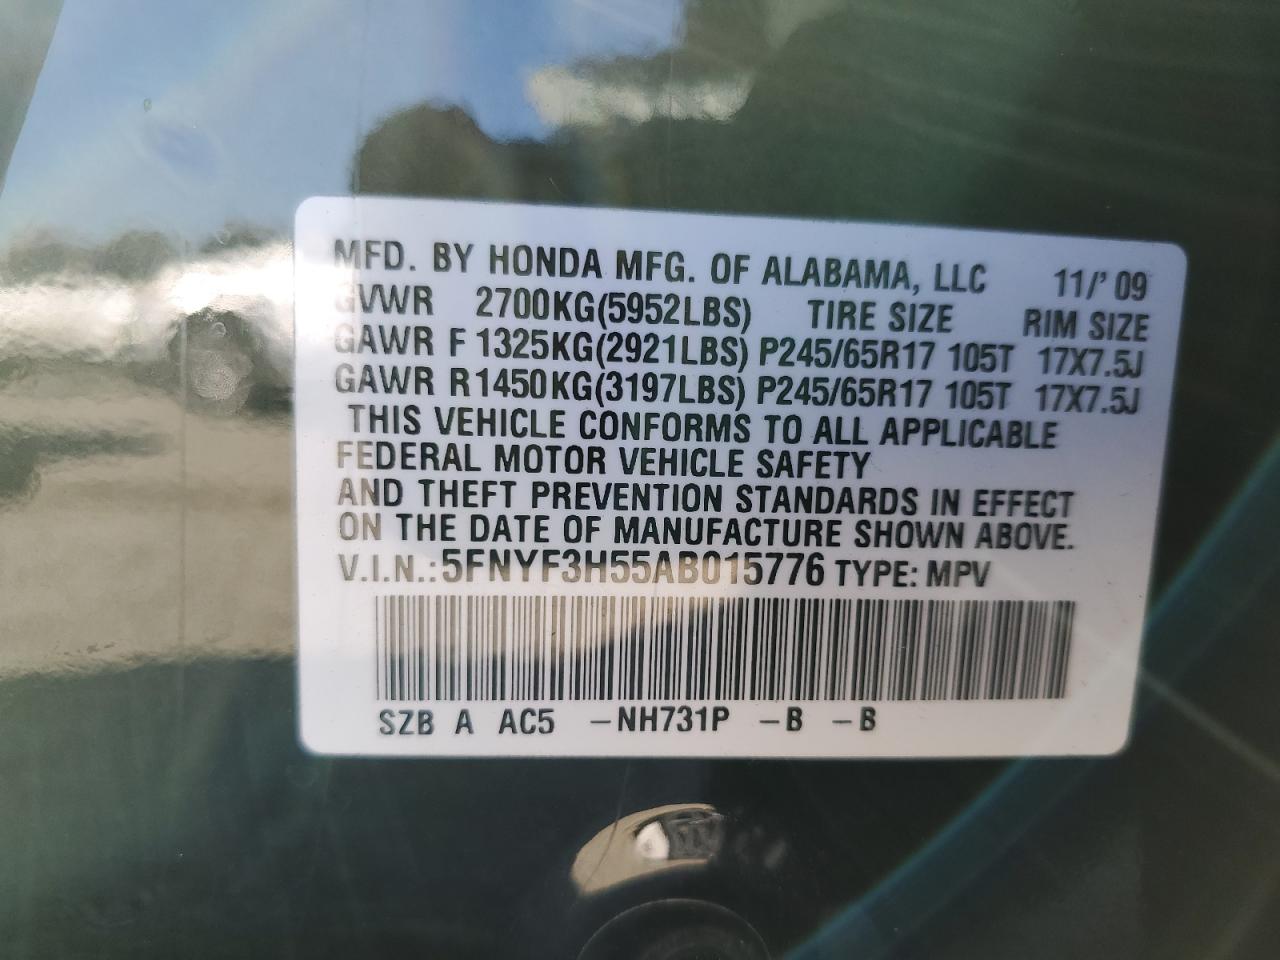 MFD. BY HONDA MFG. OF ALABAMA, LLC 11/'09
GVWR 2700KG(5952LBS) TIRE SIZE RIM SIZE
GAWR F 1325KG(2921LBS) P245/65R17 105T 17X7.5J
GAWR R1450KG(3197LBS) P245/65R17 105T 17X7.5J
THIS VEHICLE CONFORMS TO ALL APPLICABLE
FEDERAL MOTOR VEHICLE SAFETY
AND THEFT PREVENTION STANDARDS IN EFFECT
ON THE DATE OF MANUFACTURE SHOWN ABOVE.
V.I.N.: 5FNYF3H55AB015776 TYPE: MPV
SZB A AC5 –NH731P –B –B